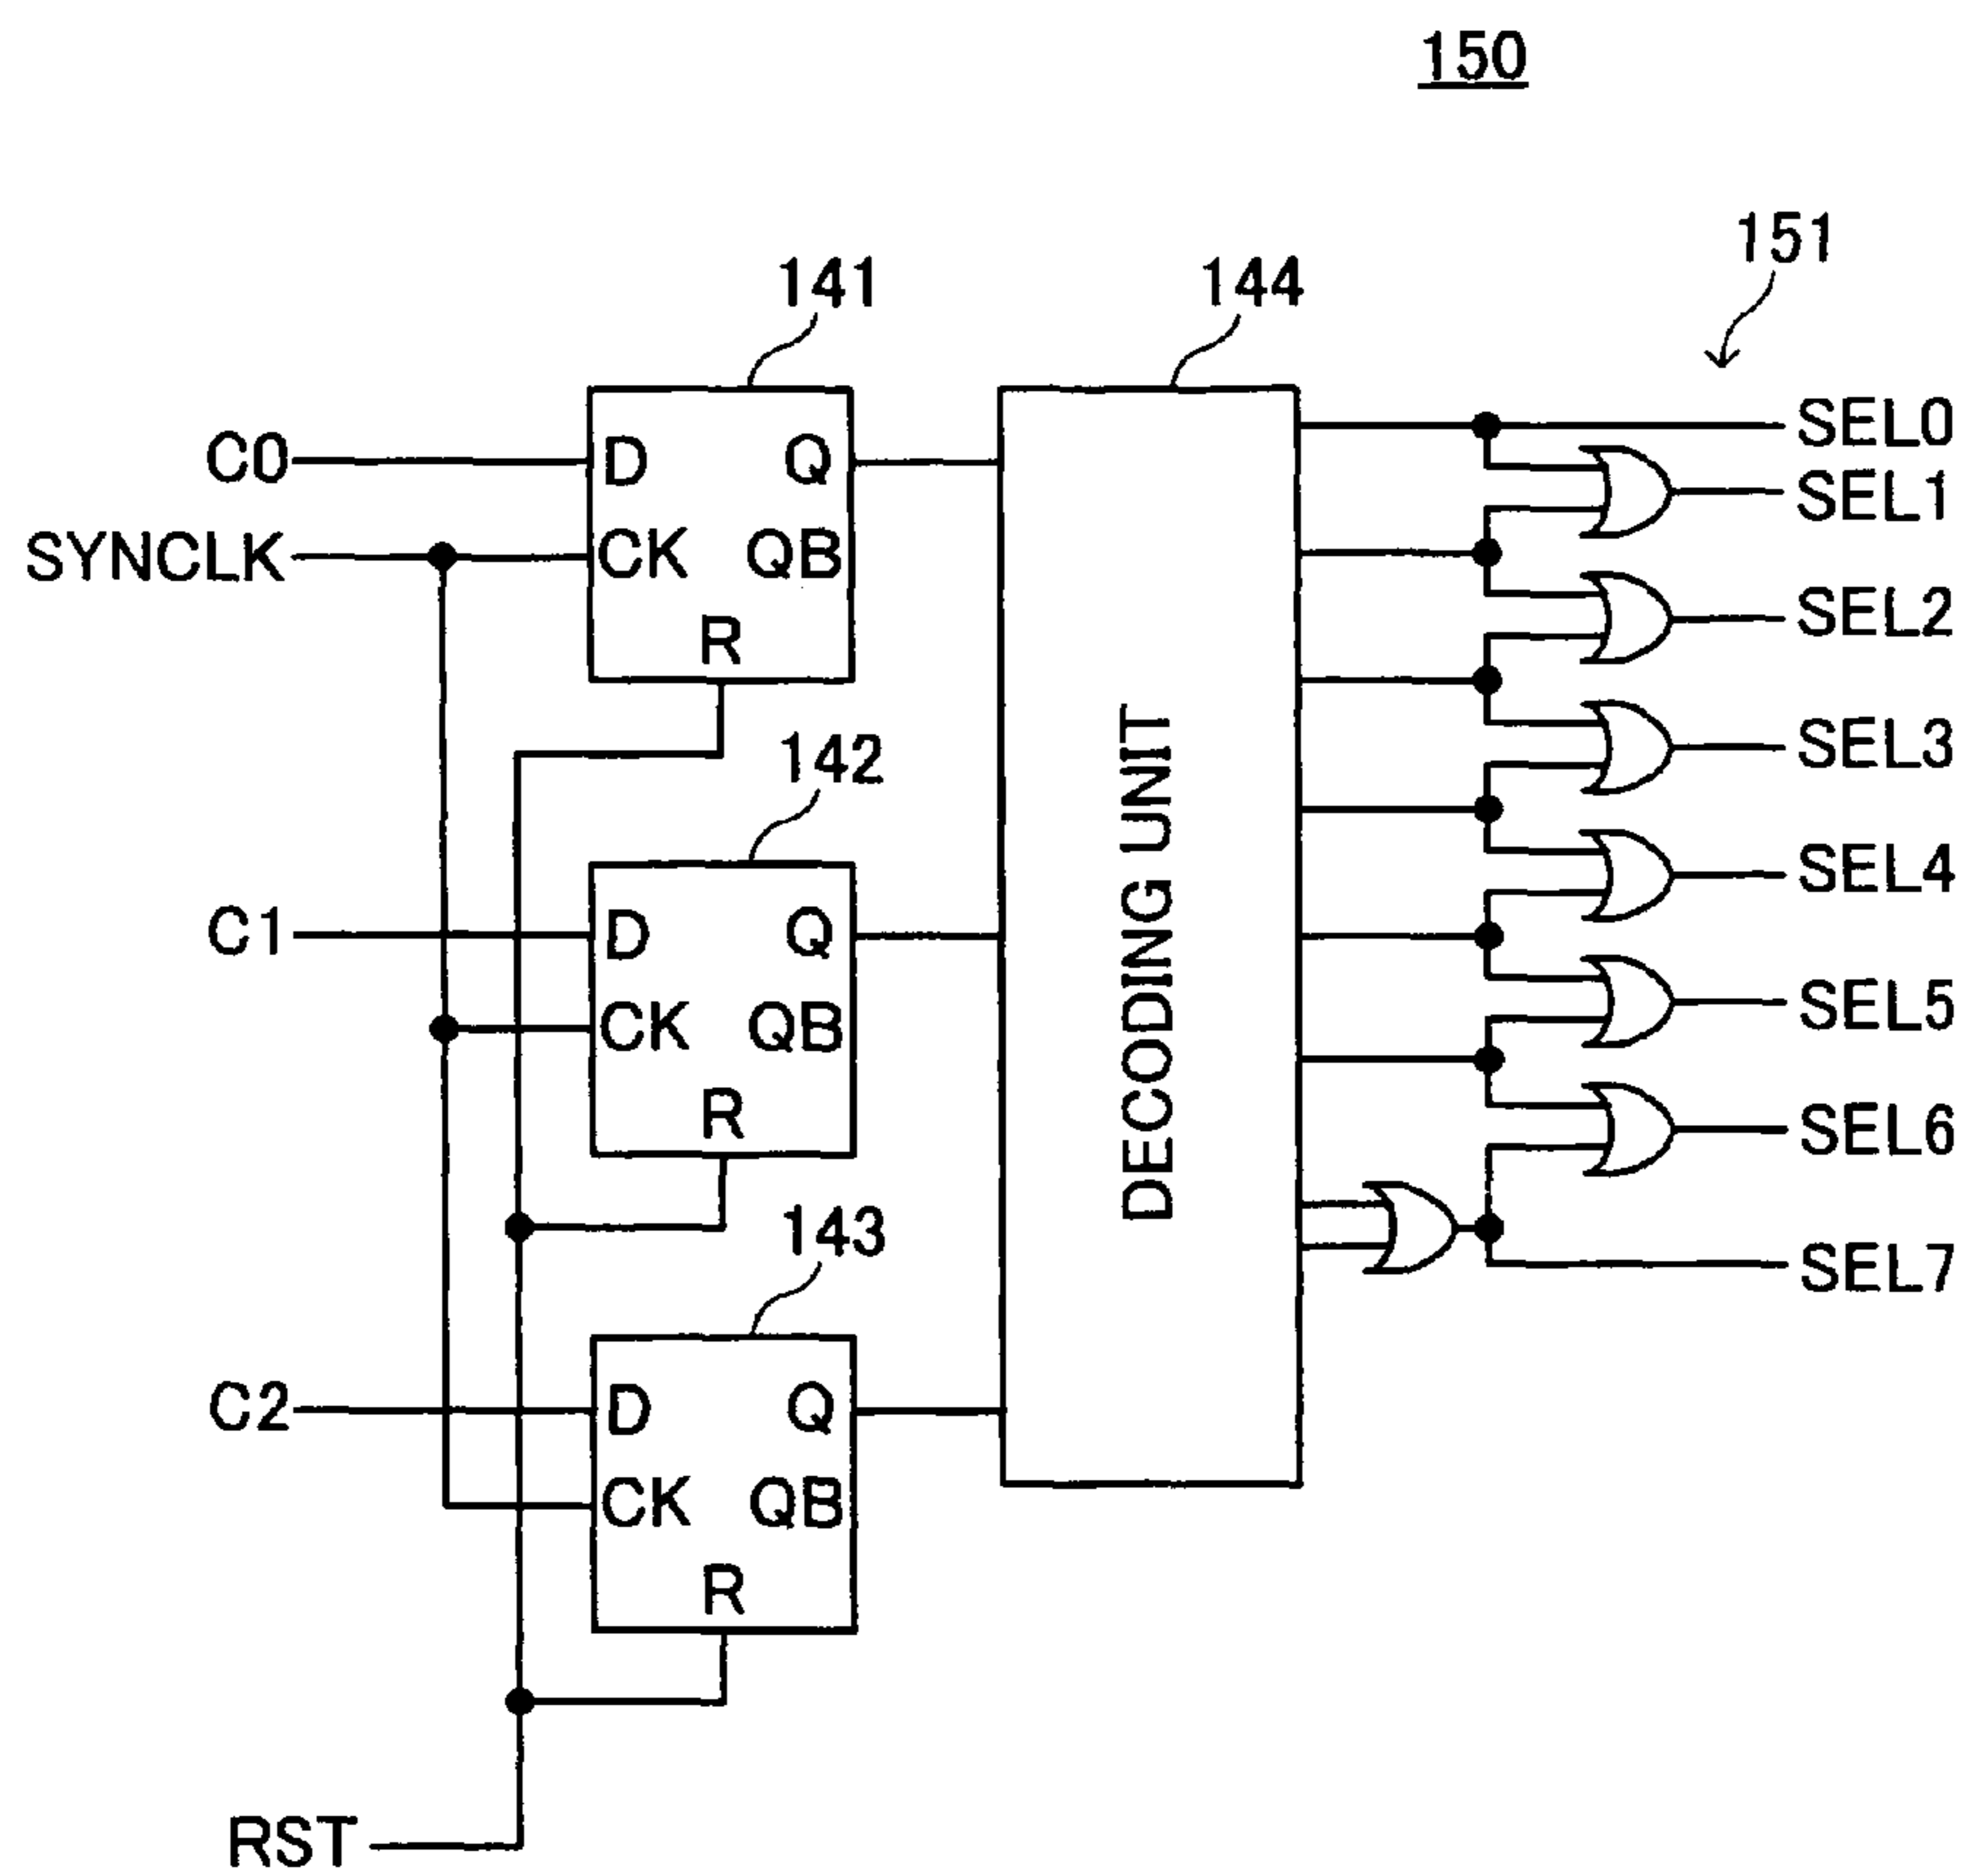 150
151
141
144
C0
D
Q
SEL0
SEL1
SYNCLK
CK
QB
SEL2
R
142
SEL3
DECODING UNIT
SEL4
C1
D
Q
SEL5
CK
QB
R
SEL6
143
SEL7
C2
D
Q
CK
QB
R
RST